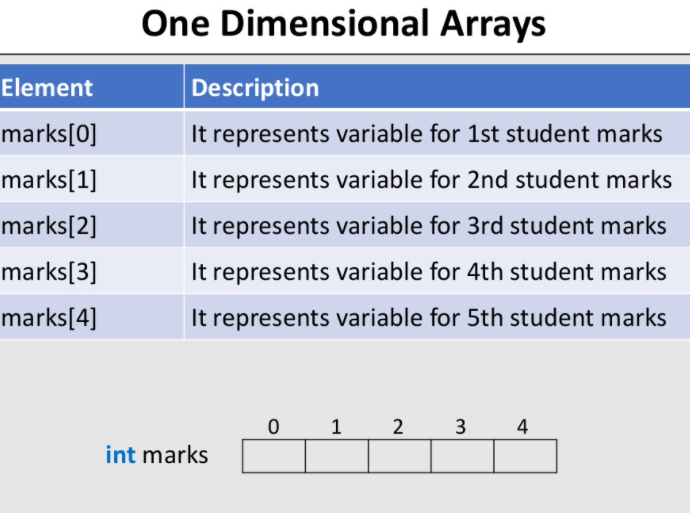 One Dimensional Arrays
Element Description
marks[0] It represents variable for 1st student marks
marks[1] It represents variable for 2nd student marks
marks[2] It represents variable for 3rd student marks
marks[3] It represents variable for 4th student marks
marks[4] It represents variable for 5th student marks
0 1 2 3 4
int marks